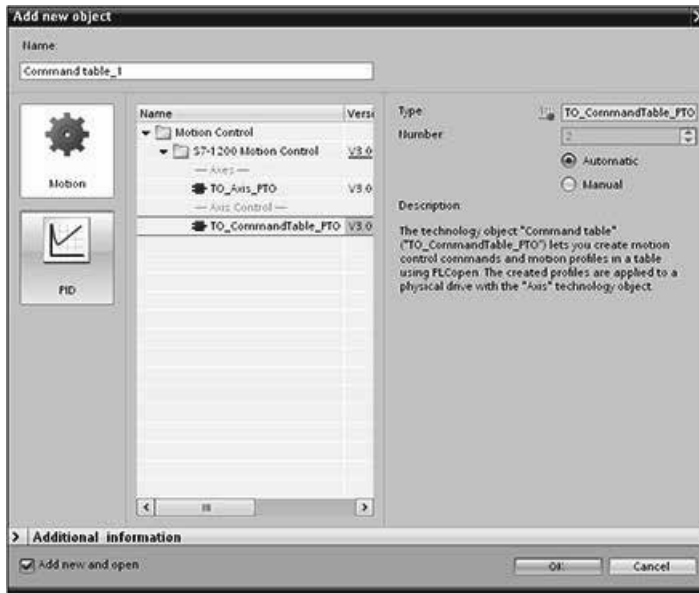 Add new object
Name:
Command table_1
Motion
PID
Name
Versi
Motion Control
S7-1200 Motion Control
V3.0
— Axes —
TO_Axis_PTO
V3.0
— Axis Control —
TO_CommandTable_PTO
V3.0
Type:
TO_CommandTable_PTO
Number:
2
Automatic
Manual
Description:
The technology object "Command table"
("TO_CommandTable_PTO") lets you create motion
control commands and motion profiles in a table
using PLCopen. The created profiles are applied to a
physical drive with the "Axis" technology object.
Additional information
Add new and open
OK
Cancel